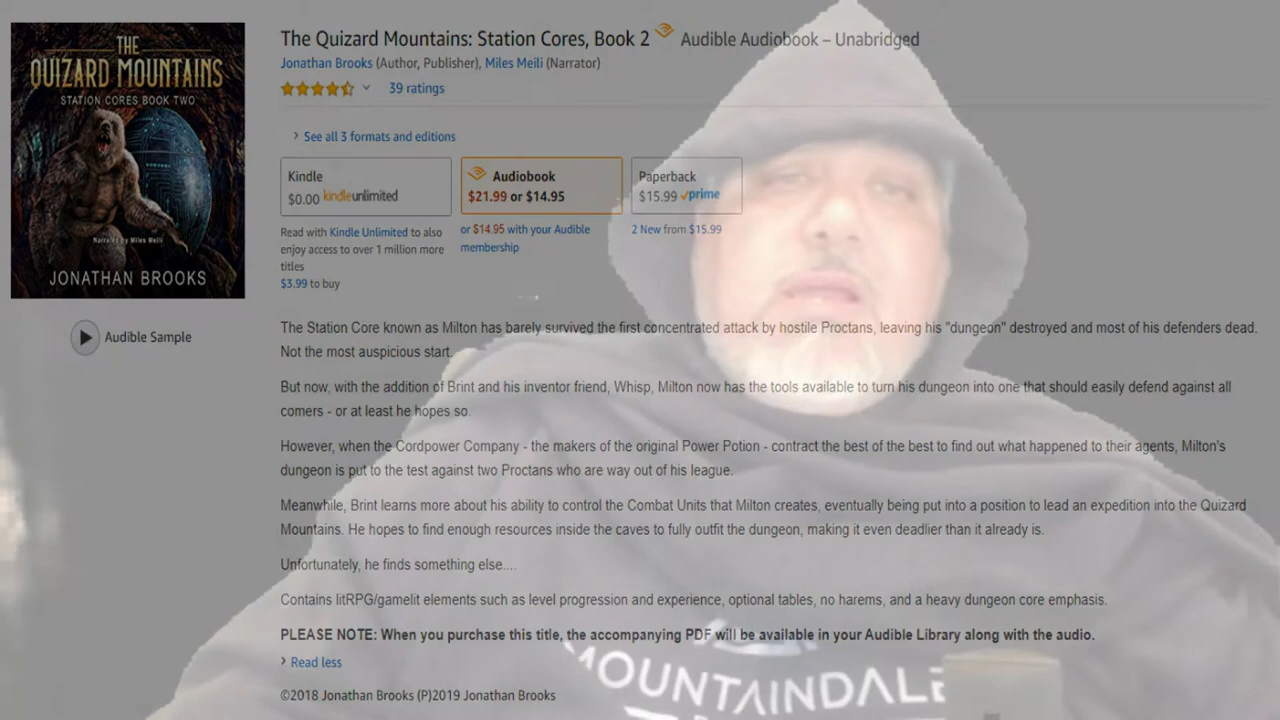 THE
QUIZARD MOUNTAINS
STATION CORES BOOK TWO
Narrated by Miles Meili
JONATHAN BROOKS
Audible Sample
The Quizard Mountains: Station Cores, Book 2 Audible Audiobook – Unabridged
Jonathan Brooks (Author, Publisher), Miles Meili (Narrator)
39 ratings
See all 3 formats and editions
Kindle
$0.00 kindleunlimited
Read with Kindle Unlimited to also
enjoy access to over 1 million more
titles
$3.99 to buy
Audiobook
$21.99 or $14.95
or $14.95 with your Audible
membership
Paperback
$15.99 prime
2 New from $15.99
The Station Core known as Milton has barely survived the first concentrated attack by hostile Proctans, leaving his "dungeon" destroyed and most of his defenders dead.
Not the most auspicious start.
But now, with the addition of Brint and his inventor friend, Whisp, Milton now has the tools available to turn his dungeon into one that should easily defend against all
comers - or at least he hopes so.
However, when the Cordpower Company - the makers of the original Power Potion - contract the best of the best to find out what happened to their agents, Milton's
dungeon is put to the test against two Proctans who are way out of his league.
Meanwhile, Brint learns more about his ability to control the Combat Units that Milton creates, eventually being put into a position to lead an expedition into the Quizard
Mountains. He hopes to find enough resources inside the caves to fully outfit the dungeon, making it even deadlier than it already is.
Unfortunately, he finds something else....
Contains litRPG/gamelit elements such as level progression and experience, optional tables, no harems, and a heavy dungeon core emphasis.
PLEASE NOTE: When you purchase this title, the accompanying PDF will be available in your Audible Library along with the audio.
Read less
©2018 Jonathan Brooks (P)2019 Jonathan Brooks
MOUNTAINDALE